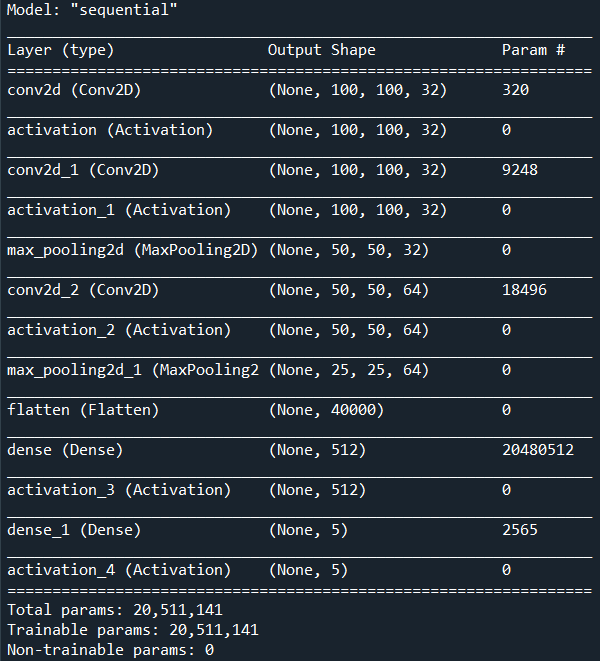 Model: "sequential"
_________________________________________________________________
Layer (type)                 Output Shape              Param #
=================================================================
conv2d (Conv2D)              (None, 100, 100, 32)      320
_________________________________________________________________
activation (Activation)      (None, 100, 100, 32)      0
_________________________________________________________________
conv2d_1 (Conv2D)            (None, 100, 100, 32)      9248
_________________________________________________________________
activation_1 (Activation)    (None, 100, 100, 32)      0
_________________________________________________________________
max_pooling2d (MaxPooling2D) (None, 50, 50, 32)        0
_________________________________________________________________
conv2d_2 (Conv2D)            (None, 50, 50, 64)        18496
_________________________________________________________________
activation_2 (Activation)    (None, 50, 50, 64)        0
_________________________________________________________________
max_pooling2d_1 (MaxPooling2 (None, 25, 25, 64)        0
_________________________________________________________________
flatten (Flatten)            (None, 40000)             0
_________________________________________________________________
dense (Dense)                (None, 512)               20480512
_________________________________________________________________
activation_3 (Activation)    (None, 512)               0
_________________________________________________________________
dense_1 (Dense)              (None, 5)                 2565
_________________________________________________________________
activation_4 (Activation)    (None, 5)                 0
=================================================================
Total params: 20,511,141
Trainable params: 20,511,141
Non-trainable params: 0